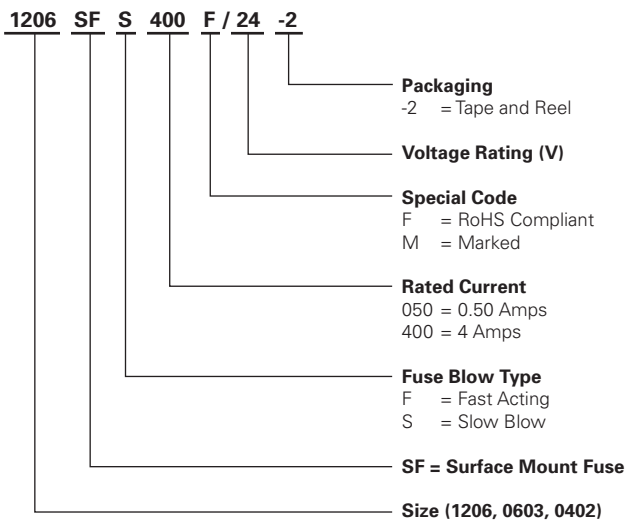 1206 SF S 400 F / 24 -2
Packaging
-2 = Tape and Reel
Voltage Rating (V)
Special Code
F = RoHS Compliant
M = Marked
Rated Current
050 = 0.50 Amps
400 = 4 Amps
Fuse Blow Type
F = Fast Acting
S = Slow Blow
SF = Surface Mount Fuse
Size (1206, 0603, 0402)